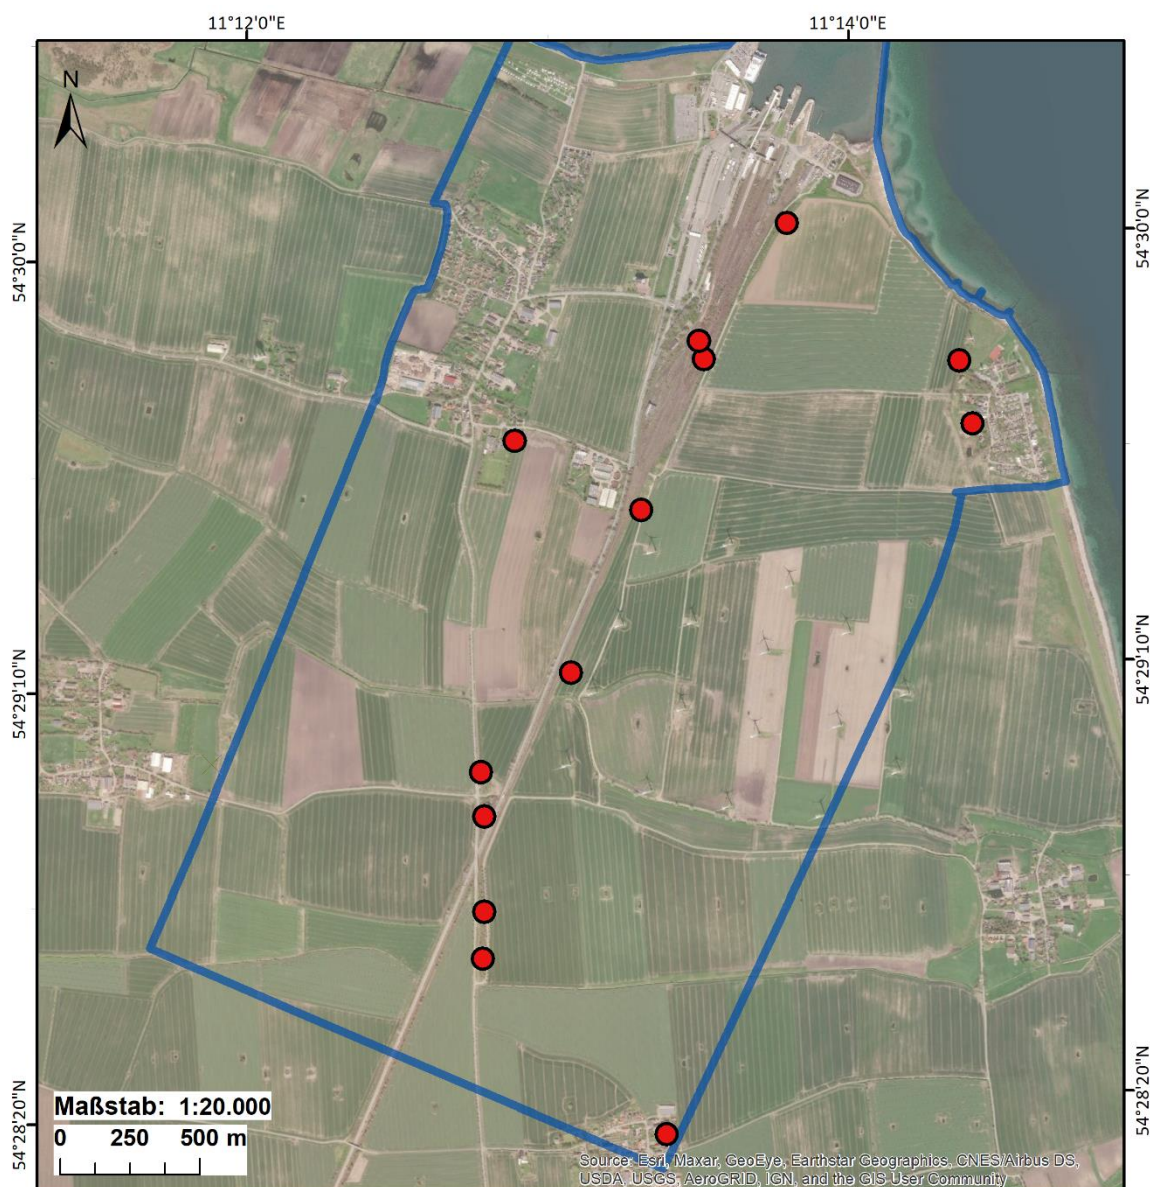 11°12'0"E
11°14'0"E
N
54°30'0"N
54°30'0"N
54°29'10"N
54°29'10"N
54°28'20"N
54°28'20"N
Maßstab: 1:20.000
0 250 500 m
Source: Esri, Maxar, GeoEye, Earthstar Geographics, CNES/Airbus DS,
USDA, USGS, AeroGRID, IGN, and the GIS User Community